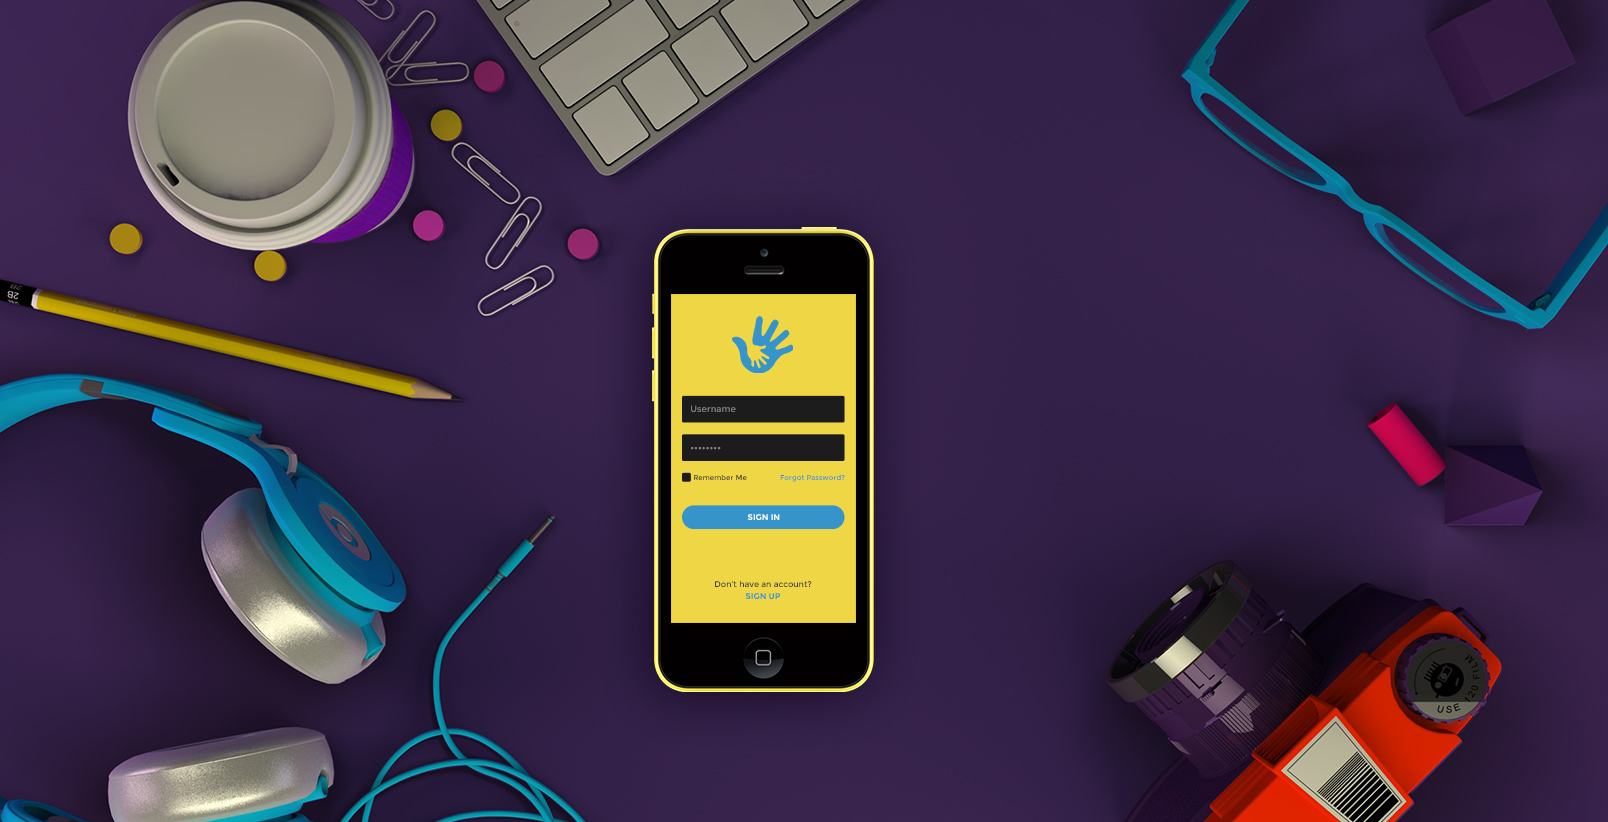 2B
Username
Remember Me
Forgot Password?
SIGN IN
Don't have an account?
SIGN UP
USE 120 FILM